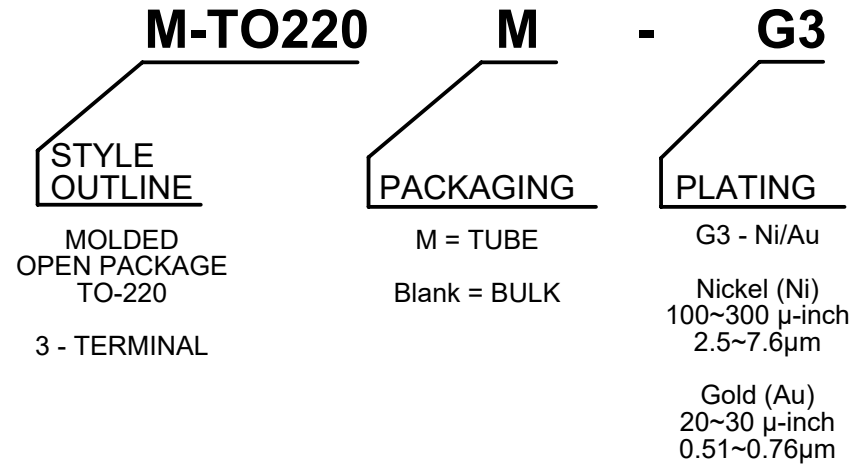 M-TO220 M - G3
STYLE
OUTLINE
MOLDED
OPEN PACKAGE
TO-220
3 - TERMINAL
PACKAGING
M = TUBE
Blank = BULK
PLATING
G3 - Ni/Au
Nickel (Ni)
100~300 µ-inch
2.5~7.6µm
Gold (Au)
20~30 µ-inch
0.51~0.76µm